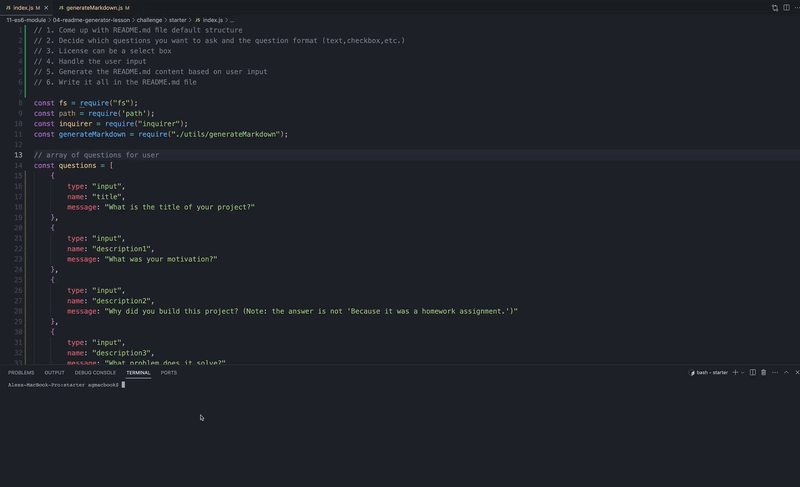 index.js M ×
generateMarkdown.js M
11-es6-module > 04-readme-generator-lesson > challenge > starter > index.js > ...
1 // 1. Come up with README.md file default structure
2 // 2. Decide which questions you want to ask and the question format (text,checkbox,etc.)
3 // 3. License can be a select box
4 // 4. Handle the user input
5 // 5. Generate the README.md content based on user input
6 // 6. Write it all in the README.md file
7
8 const fs = require("fs");
9 const path = require('path');
10 const inquirer = require("inquirer");
11 const generateMarkdown = require("./utils/generateMarkdown");
12
13 // array of questions for user
14 const questions = [
15 {
16 type: "input",
17 name: "title",
18 message: "What is the title of your project?"
19 },
20 {
21 type: "input",
22 name: "description1",
23 message: "What was your motivation?"
24 },
25 {
26 type: "input",
27 name: "description2",
28 message: "Why did you build this project? (Note: the answer is not 'Because it was a homework assignment.')"
29 },
30 {
31 type: "input",
32 name: "description3",
33 message: "What problem does it solve?"
PROBLEMS OUTPUT DEBUG CONSOLE TERMINAL PORTS
bash - starter
Alexs-MacBook-Pro:starter agmacbook$